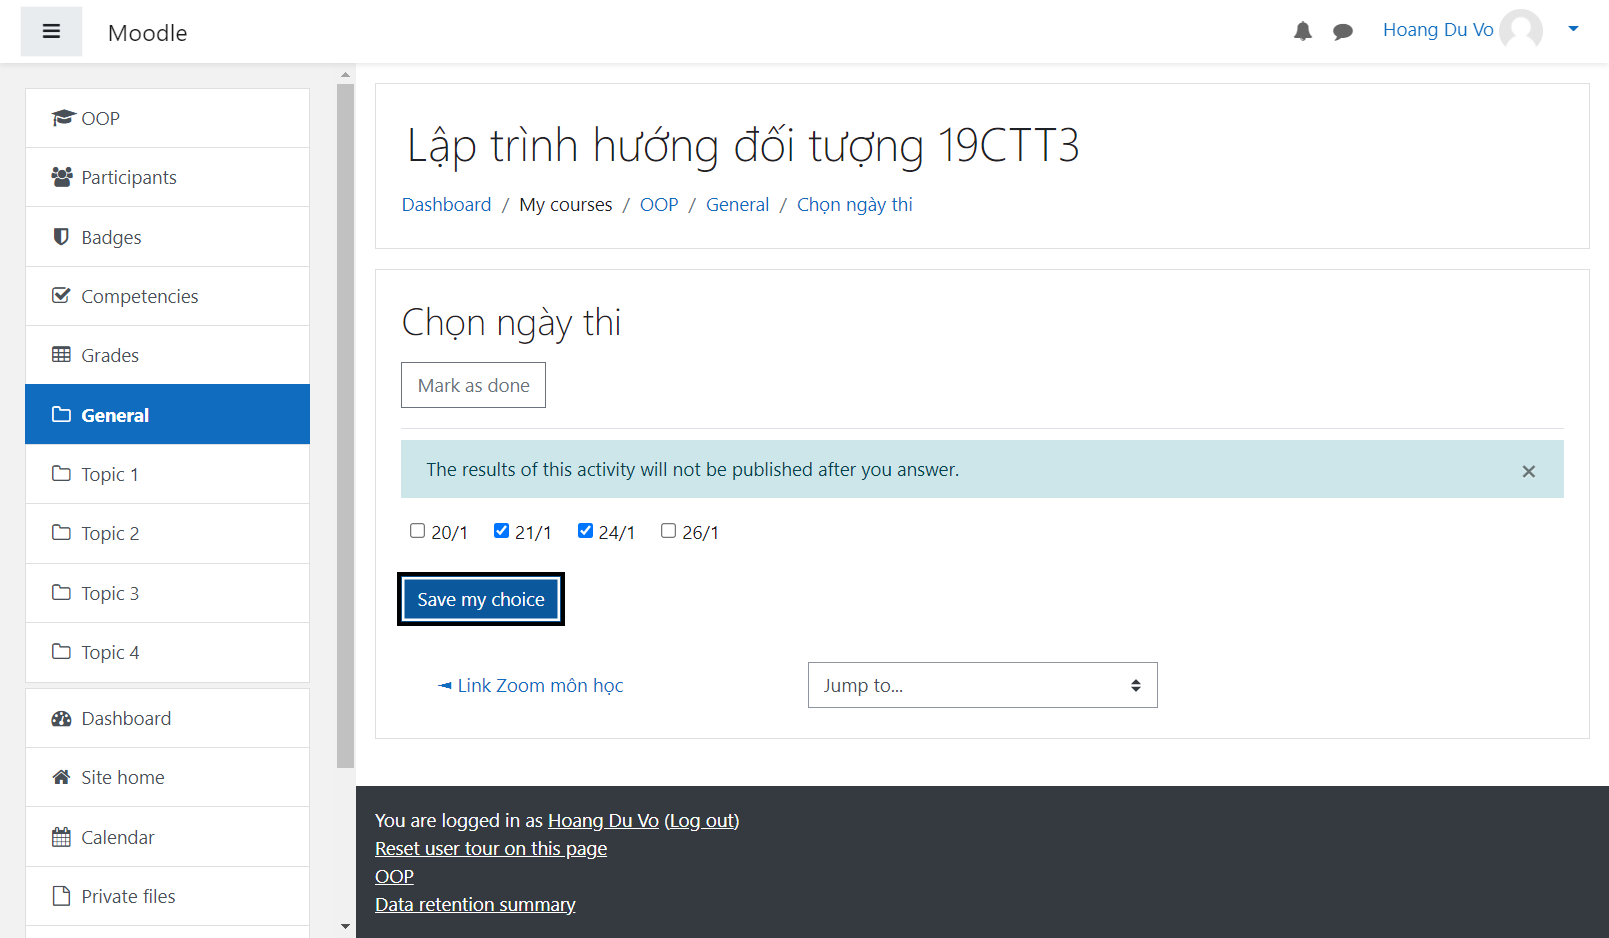 Moodle
Hoang Du Vo
OOP
Participants
Badges
Competencies
Grades
General
Topic 1
Topic 2
Topic 3
Topic 4
Dashboard
Site home
Calendar
Private files
Lập trình hướng đối tượng 19CTT3
Dashboard / My courses / OOP / General / Chọn ngày thi
Chọn ngày thi
Mark as done
The results of this activity will not be published after you answer. ×
20/1 21/1 24/1 26/1
Save my choice
◄ Link Zoom môn học
Jump to...
You are logged in as Hoang Du Vo (Log out)
Reset user tour on this page
OOP
Data retention summary